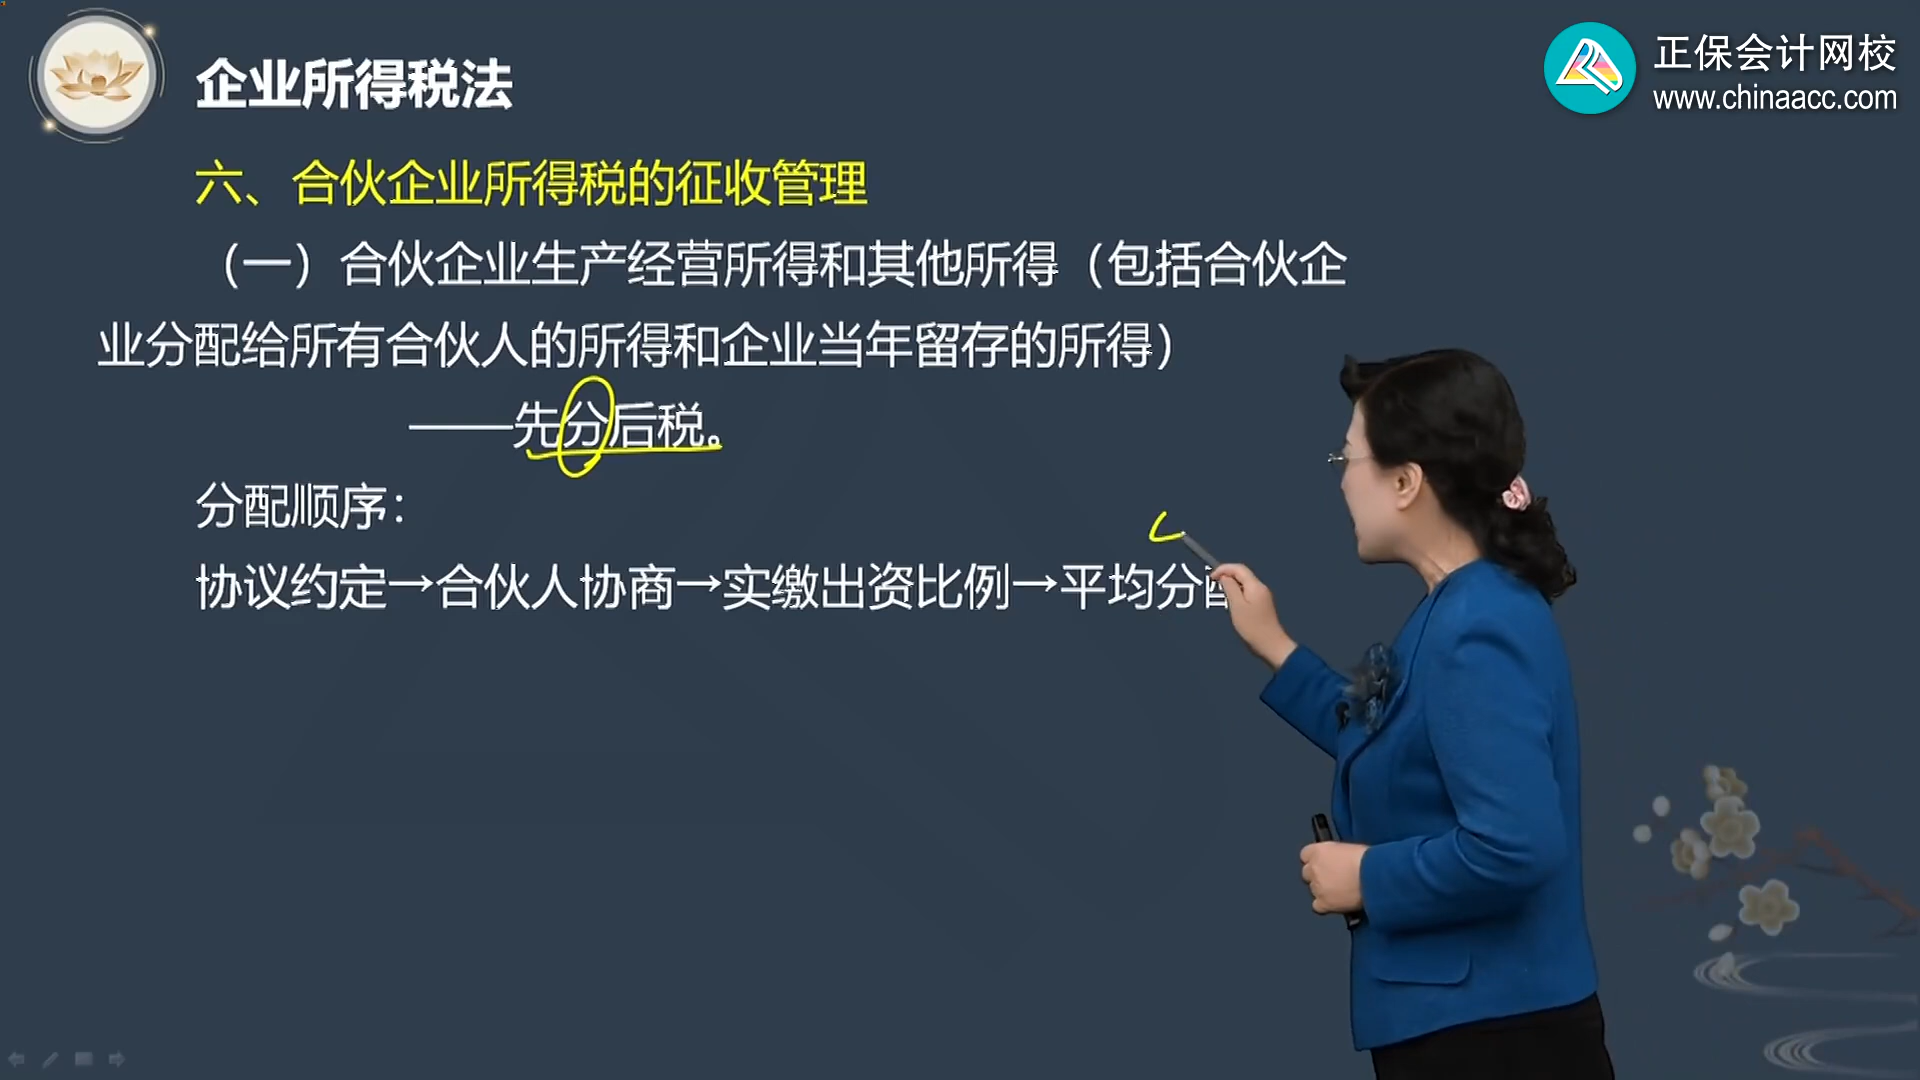 企业所得税法
正保会计网校
www.chinaacc.com
六、合伙企业所得税的征收管理
（一）合伙企业生产经营所得和其他所得（包括合伙企
业分配给所有合伙人的所得和企业当年留存的所得）
——先分后税。
分配顺序：
协议约定→合伙人协商→实缴出资比例→平均分配